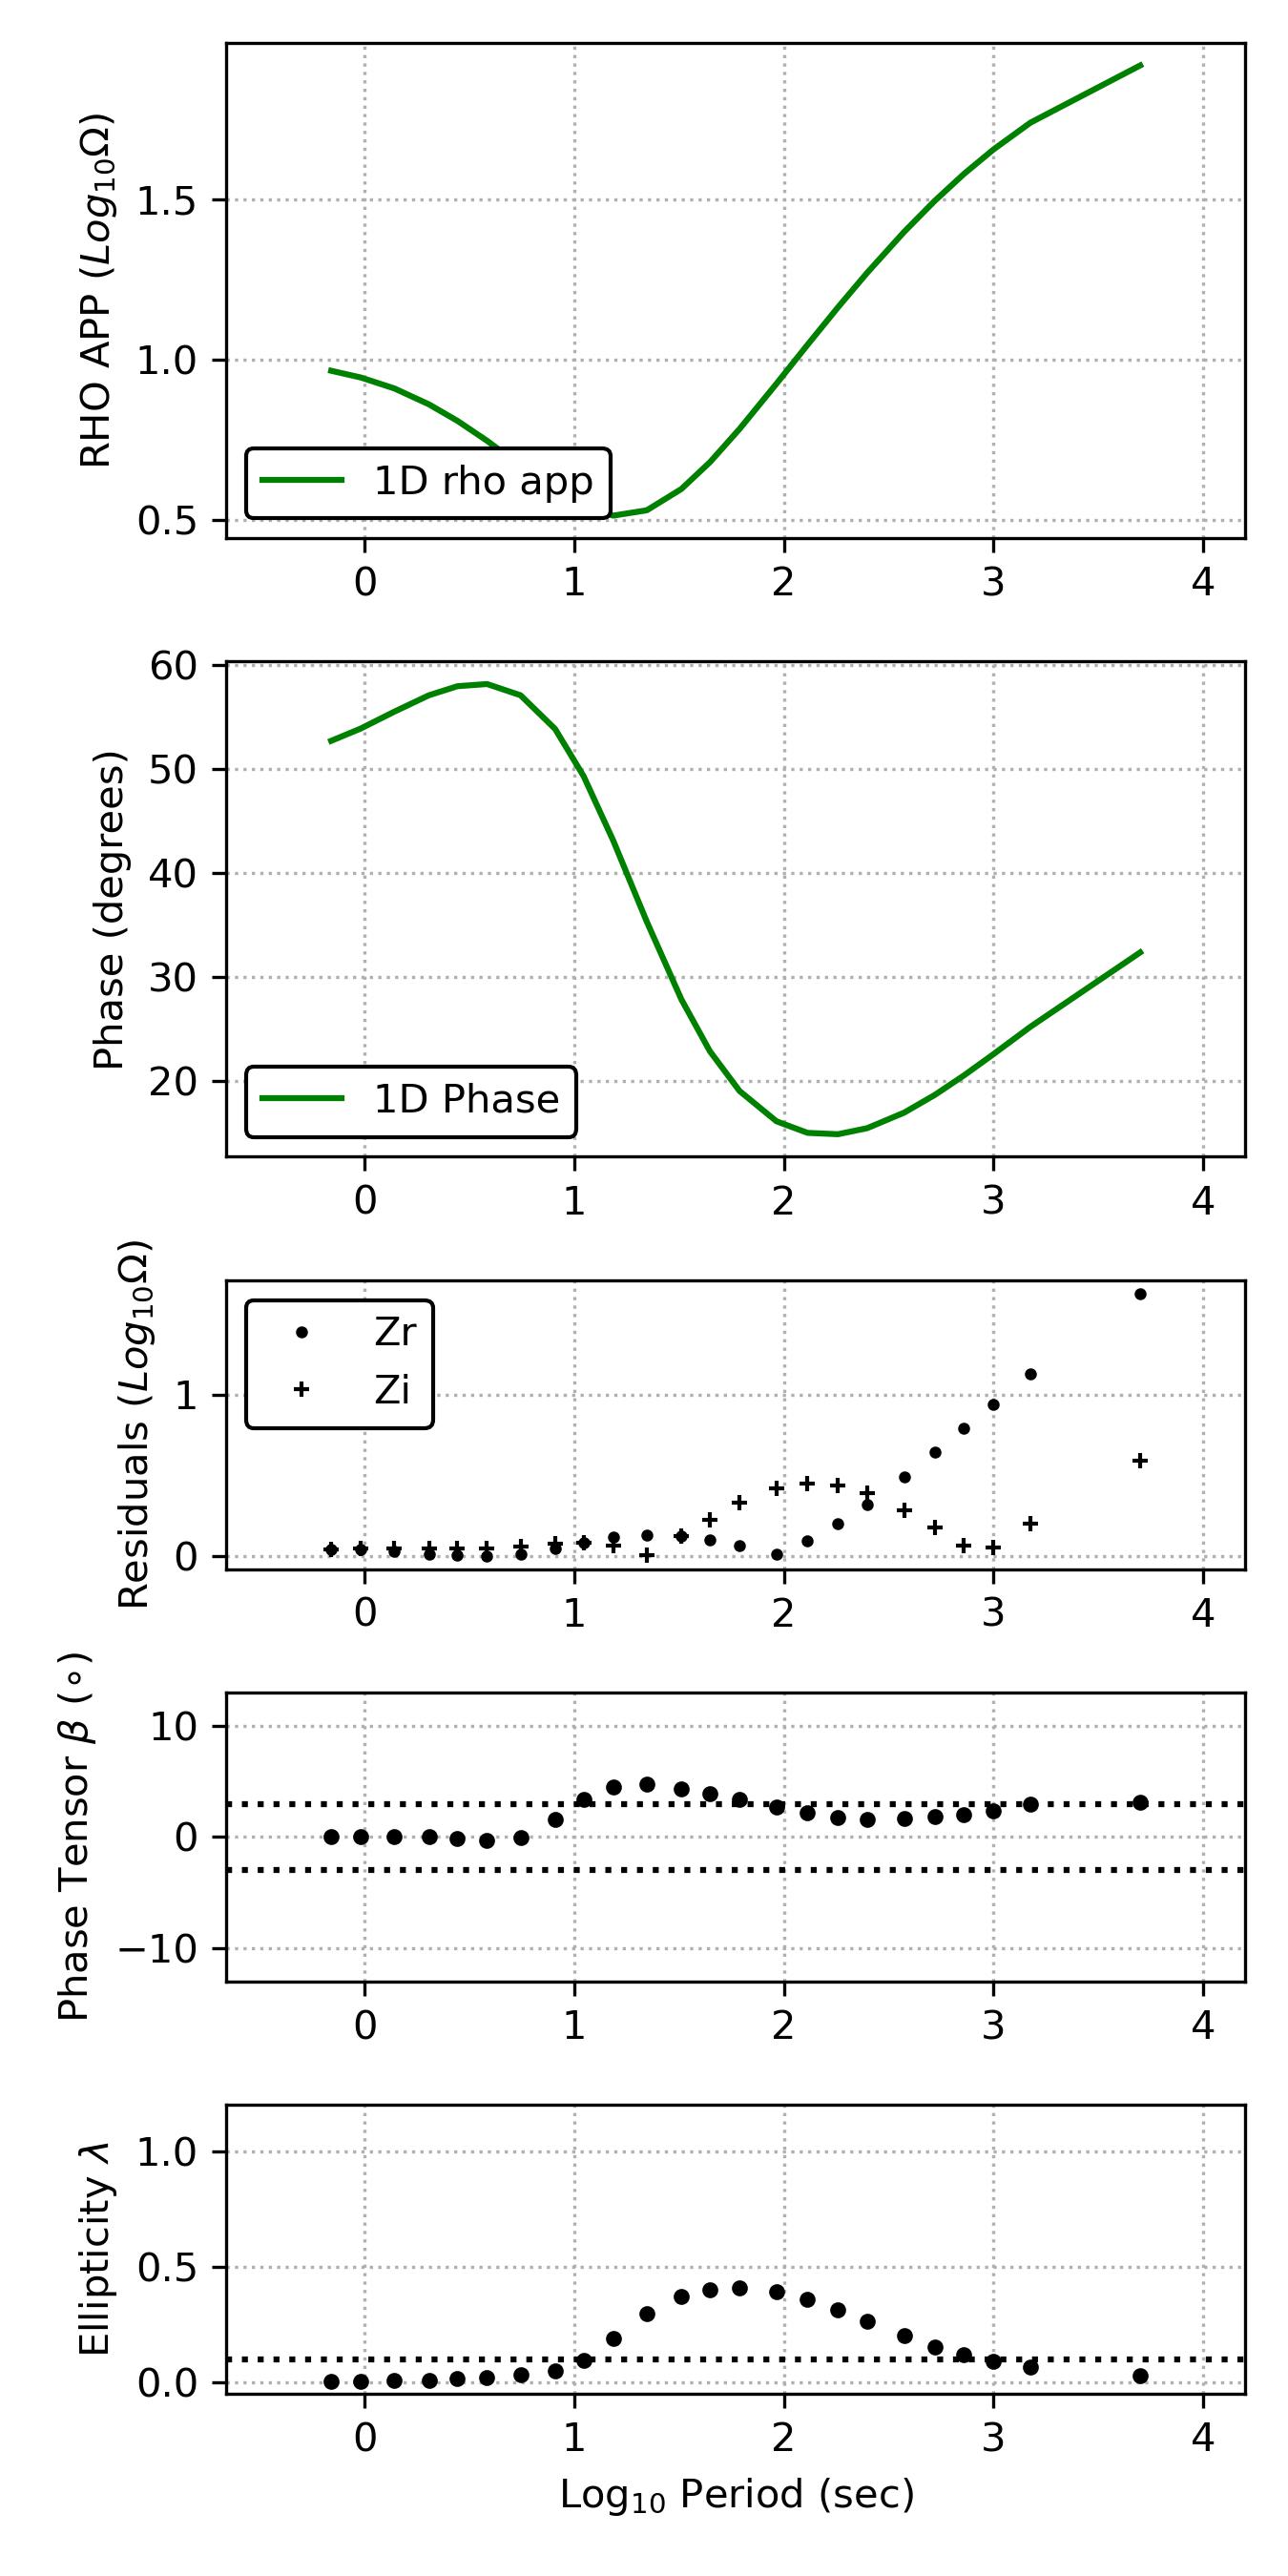 RHO APP (Log₁₀Ω)
1.5
1.0
0.5
1D rho app
0 1 2 3 4
Phase (degrees)
60
50
40
30
20
1D Phase
0 1 2 3 4
Residuals (Log₁₀Ω)
1
0
Zr
Zi
0 1 2 3 4
Phase Tensor β (∘)
10
0
−10
0 1 2 3 4
Ellipticity λ
1.0
0.5
0.0
0 1 2 3 4
Log₁₀ Period (sec)